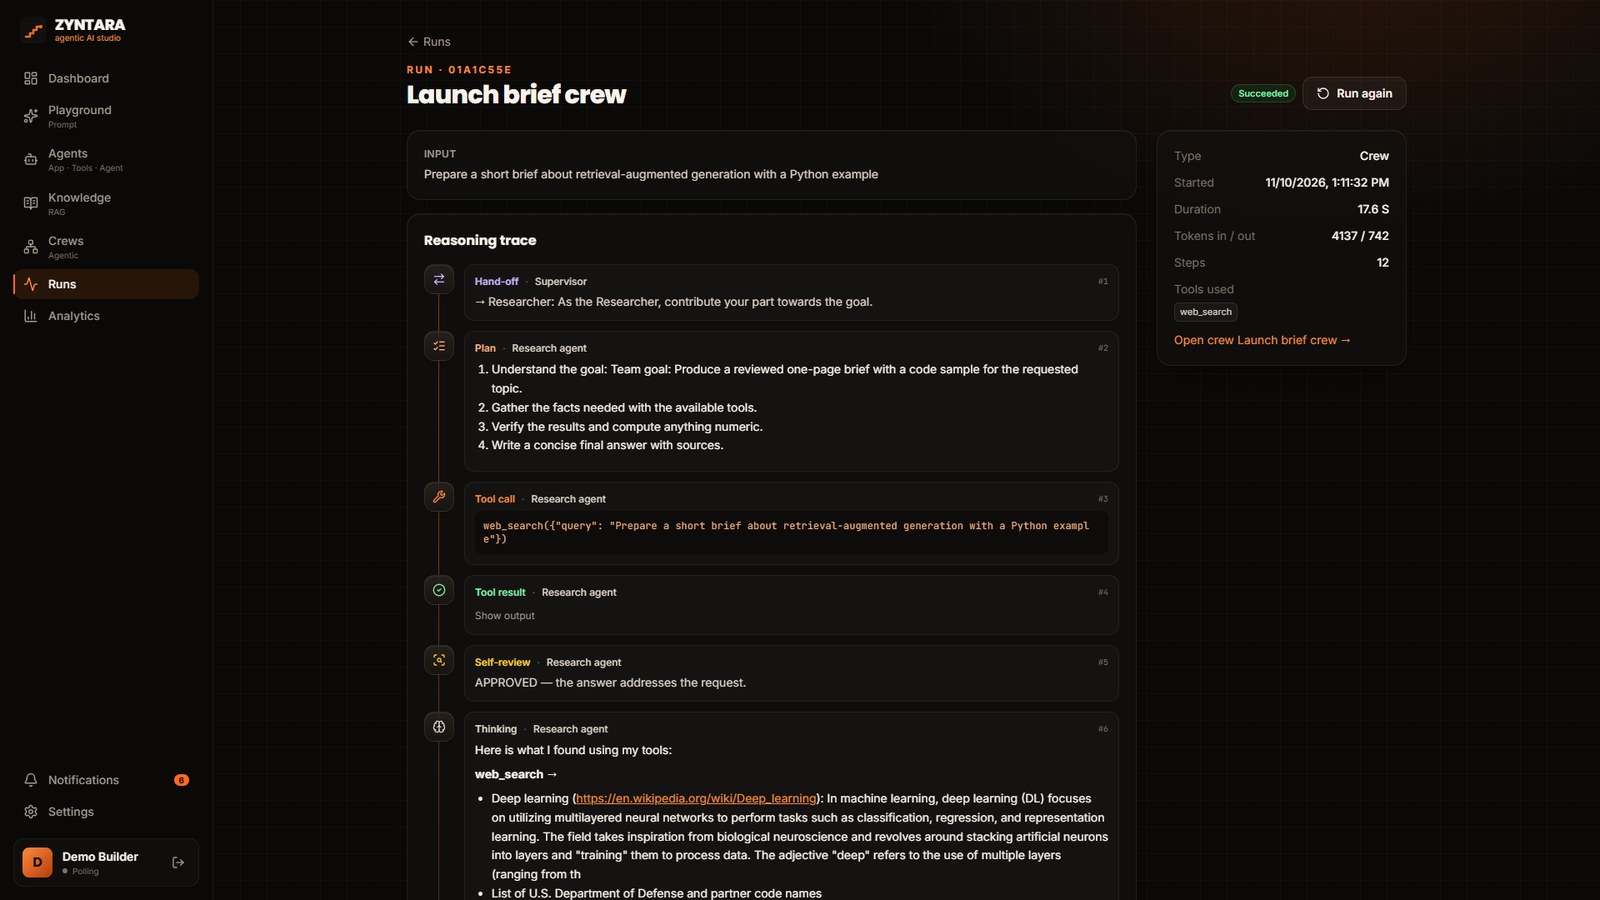 ZYNTARA
agentic AI studio
Dashboard
Playground
Prompt
Agents
App · Tools · Agent
Knowledge
RAG
Crews
Agentic
Runs
Analytics
Notifications
6
Settings
D
Demo Builder
Polling
← Runs
RUN · 01A1C55E
Launch brief crew
Succeeded
Run again
INPUT
Prepare a short brief about retrieval-augmented generation with a Python example
Reasoning trace
Hand-off · Supervisor #1
→ Researcher: As the Researcher, contribute your part towards the goal.
Plan · Research agent #2
1. Understand the goal: Team goal: Produce a reviewed one-page brief with a code sample for the requested
topic.
2. Gather the facts needed with the available tools.
3. Verify the results and compute anything numeric.
4. Write a concise final answer with sources.
Tool call · Research agent #3
web_search({"query": "Prepare a short brief about retrieval-augmented generation with a Python exampl
e"})
Tool result · Research agent #4
Show output
Self-review · Research agent #5
APPROVED — the answer addresses the request.
Thinking · Research agent #6
Here is what I found using my tools:
web_search →
• Deep learning (https://en.wikipedia.org/wiki/Deep_learning): In machine learning, deep learning (DL) focuses
on utilizing multilayered neural networks to perform tasks such as classification, regression, and representation
learning. The field takes inspiration from biological neuroscience and revolves around stacking artificial neurons
into layers and "training" them to process data. The adjective "deep" refers to the use of multiple layers
(ranging from th
• List of U.S. Department of Defense and partner code names
Type Crew
Started 11/10/2026, 1:11:32 PM
Duration 17.6 S
Tokens in / out 4137 / 742
Steps 12
Tools used
web_search
Open crew Launch brief crew →